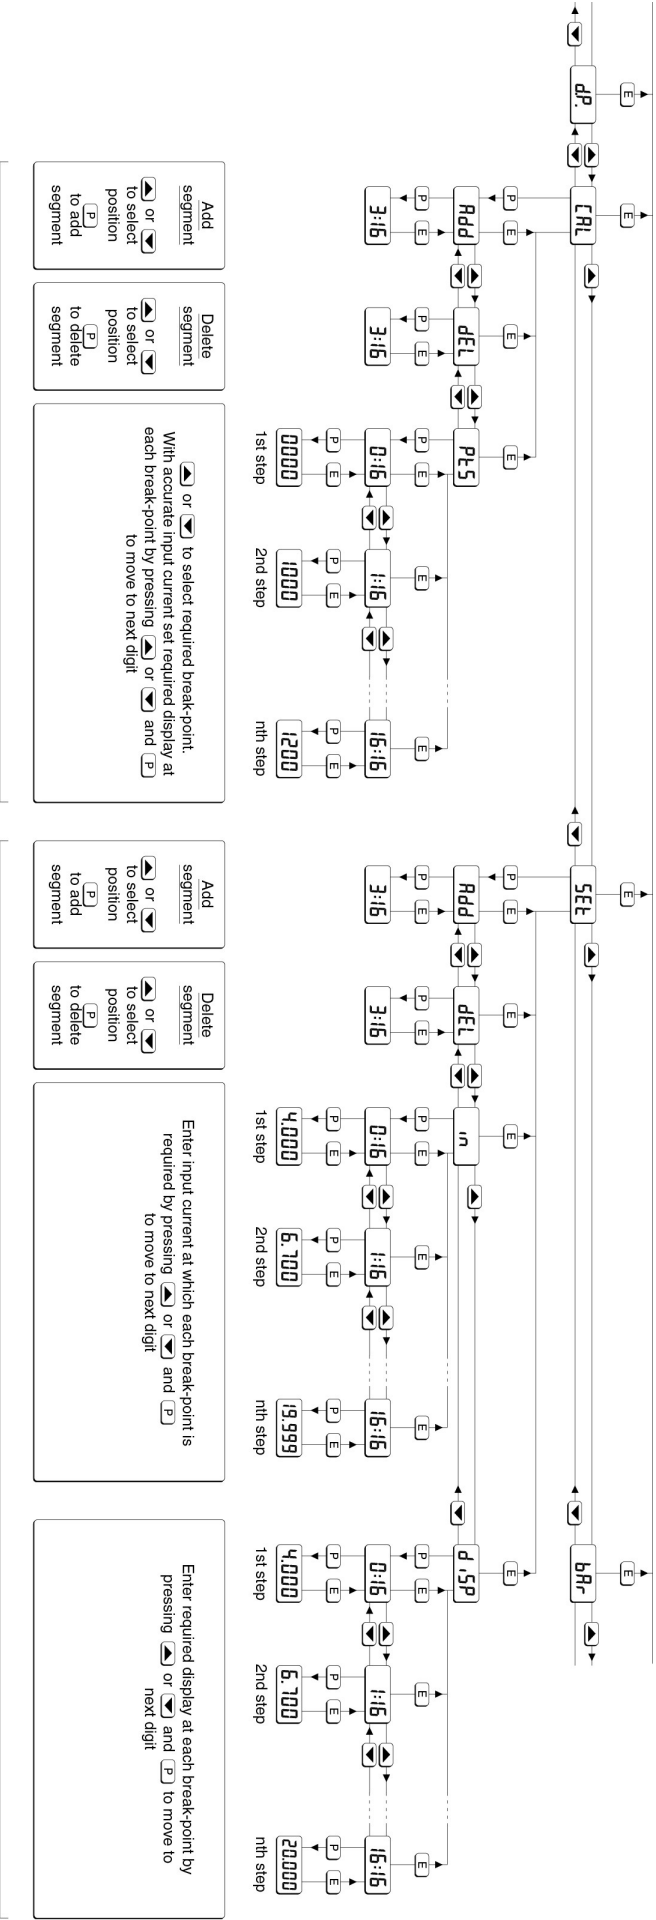 E E E E
d.P. CAL SEt bAr
P E E E P E E E E
Add dEL PtS Add dEL in diSP
P E P E P E E E P E P E P E E E P E E E
3:16 3:16 0:16 1:16 16:16 3:16 3:16 0:16 1:16 16:16 0:16 1:16 16:16
P E P E P E P E P E P E P E P E P E
0000 1000 1200 4.000 6.700 19.999 4.000 6.700 20.000
1st step 2nd step nth step 1st step 2nd step nth step 1st step 2nd step nth step
Add
segment
▲ or ▼
to select
position
P
to add
segment
Delete
segment
▲ or ▼
to select
position
P
to delete
segment
▲ or ▼ to select required break-point.
With accurate input current set required display at
each break-point by pressing ▲ or ▼ and P
to move to next digit
Add
segment
▲ or ▼
to select
position
P
to add
segment
Delete
segment
▲ or ▼
to select
position
P
to delete
segment
Enter input current at which each break-point is
required by pressing ▲ or ▼ and P
to move to next digit
Enter required display at each break-point by
pressing ▲ or ▼ and P to move to
next digit